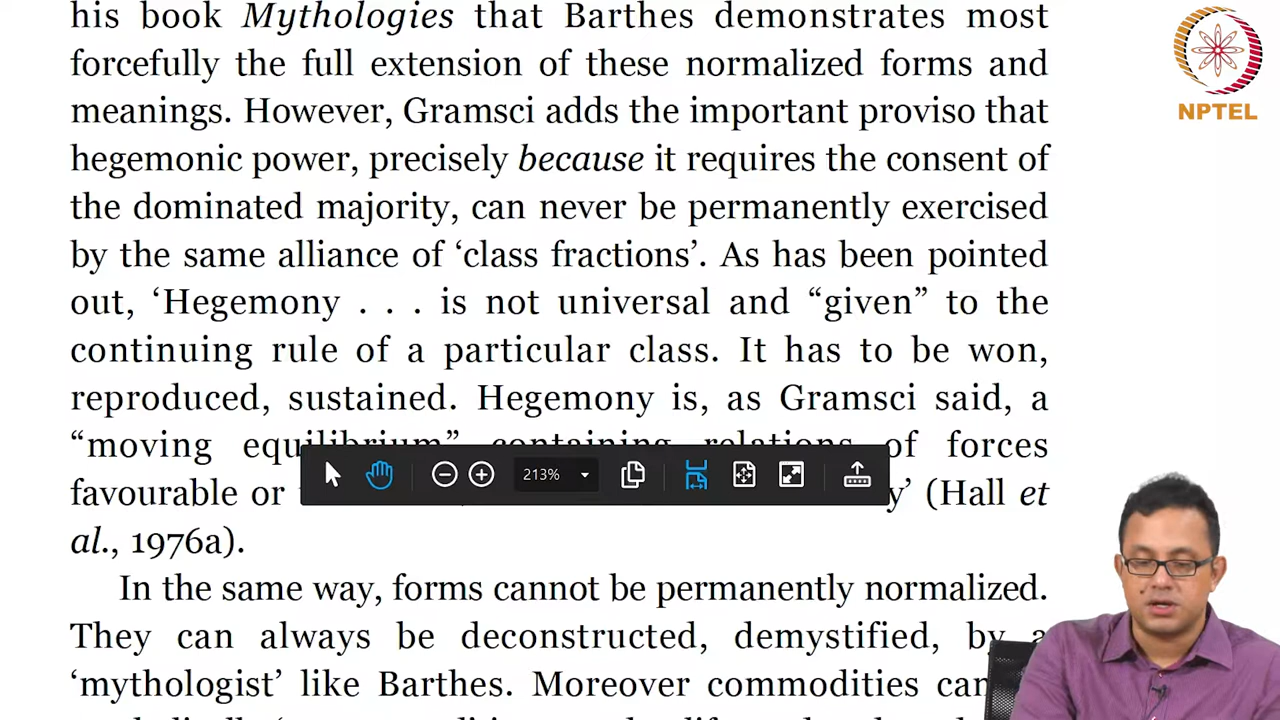 his book Mythologies that Barthes demonstrates most
forcefully the full extension of these normalized forms and
meanings. However, Gramsci adds the important proviso that
hegemonic power, precisely because it requires the consent of
the dominated majority, can never be permanently exercised
by the same alliance of ‘class fractions’. As has been pointed
out, ‘Hegemony . . . is not universal and “given” to the
continuing rule of a particular class. It has to be won,
reproduced, sustained. Hegemony is, as Gramsci said, a
“moving equilibrium” containing relations of forces
favourable or y’ (Hall et
al., 1976a).
In the same way, forms cannot be permanently normalized.
They can always be deconstructed, demystified, by a
‘mythologist’ like Barthes. Moreover commodities can
NPTEL
213%